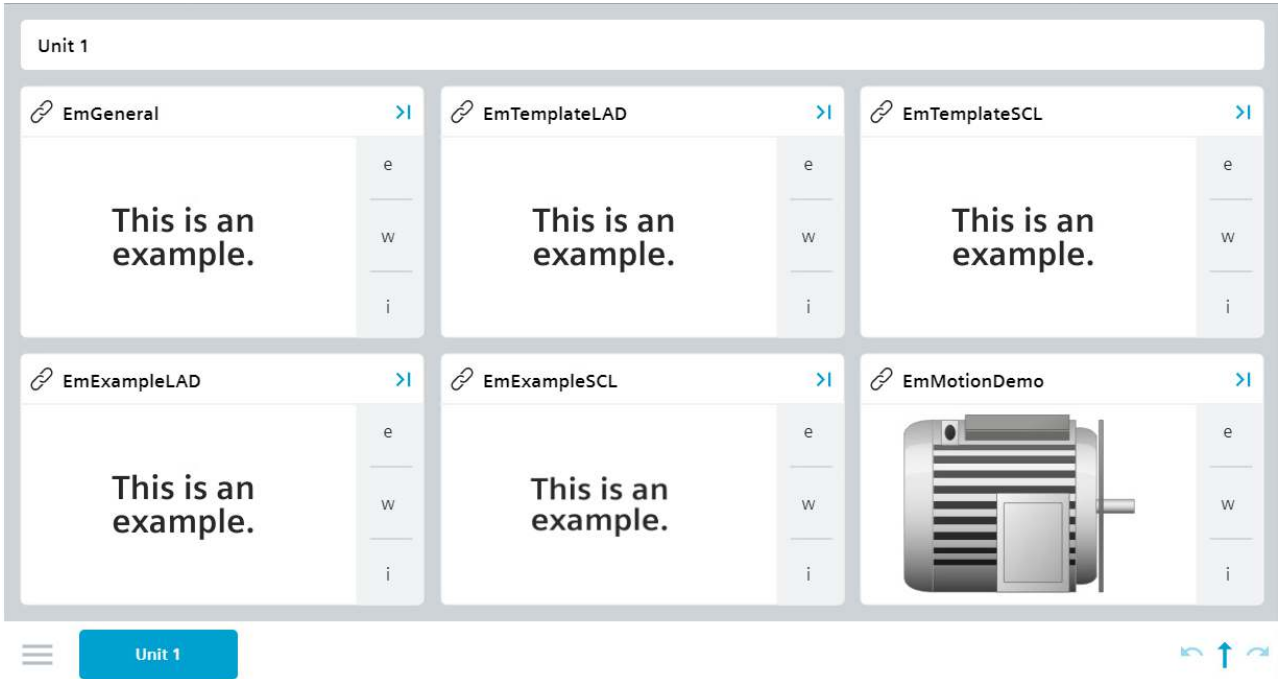 Unit 1
EmGeneral
e
This is an
example.
w
i
EmTemplateLAD
e
This is an
example.
w
i
EmTemplateSCL
e
This is an
example.
w
i
EmExampleLAD
e
This is an
example.
w
i
EmExampleSCL
e
This is an
example.
w
i
EmMotionDemo
e
w
i
Unit 1